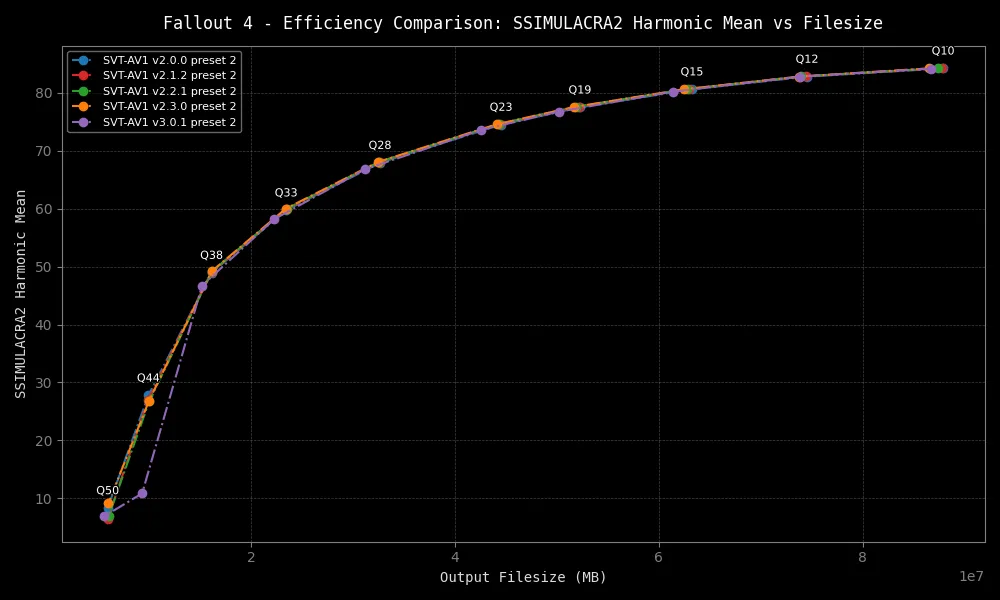 Fallout 4 - Efficiency Comparison: SSIMULACRA2 Harmonic Mean vs Filesize
SVT-AV1 v2.0.0 preset 2
SVT-AV1 v2.1.2 preset 2
SVT-AV1 v2.2.1 preset 2
SVT-AV1 v2.3.0 preset 2
SVT-AV1 v3.0.1 preset 2
Q10
Q12
Q15
Q19
Q23
Q28
Q33
Q38
Q44
Q50
SSIMULACRA2 Harmonic Mean
80
70
60
50
40
30
20
10
2
4
6
8
1e7
Output Filesize (MB)